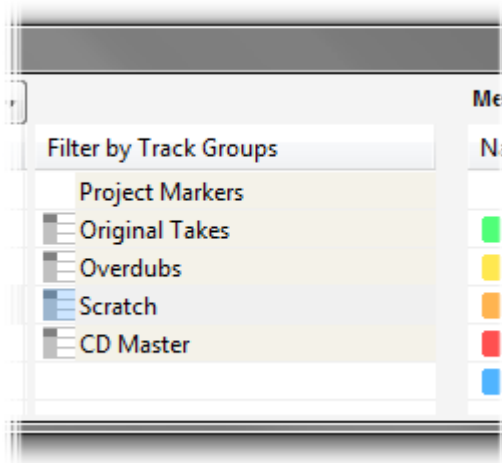 Filter by Track Groups
Project Markers
Original Takes
Overdubs
Scratch
CD Master